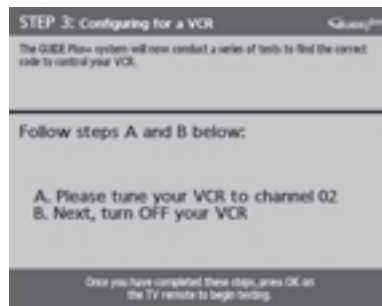 STEP 3: Configuring for a VCR
The GUIDE Plus+ system will now conduct a series of tests to find the correct
code to control your VCR.
Follow steps A and B below:
A. Please tune your VCR to channel 02
B. Next, turn OFF your VCR
Once you have completed these steps, press OK on
the TV remote to begin testing.